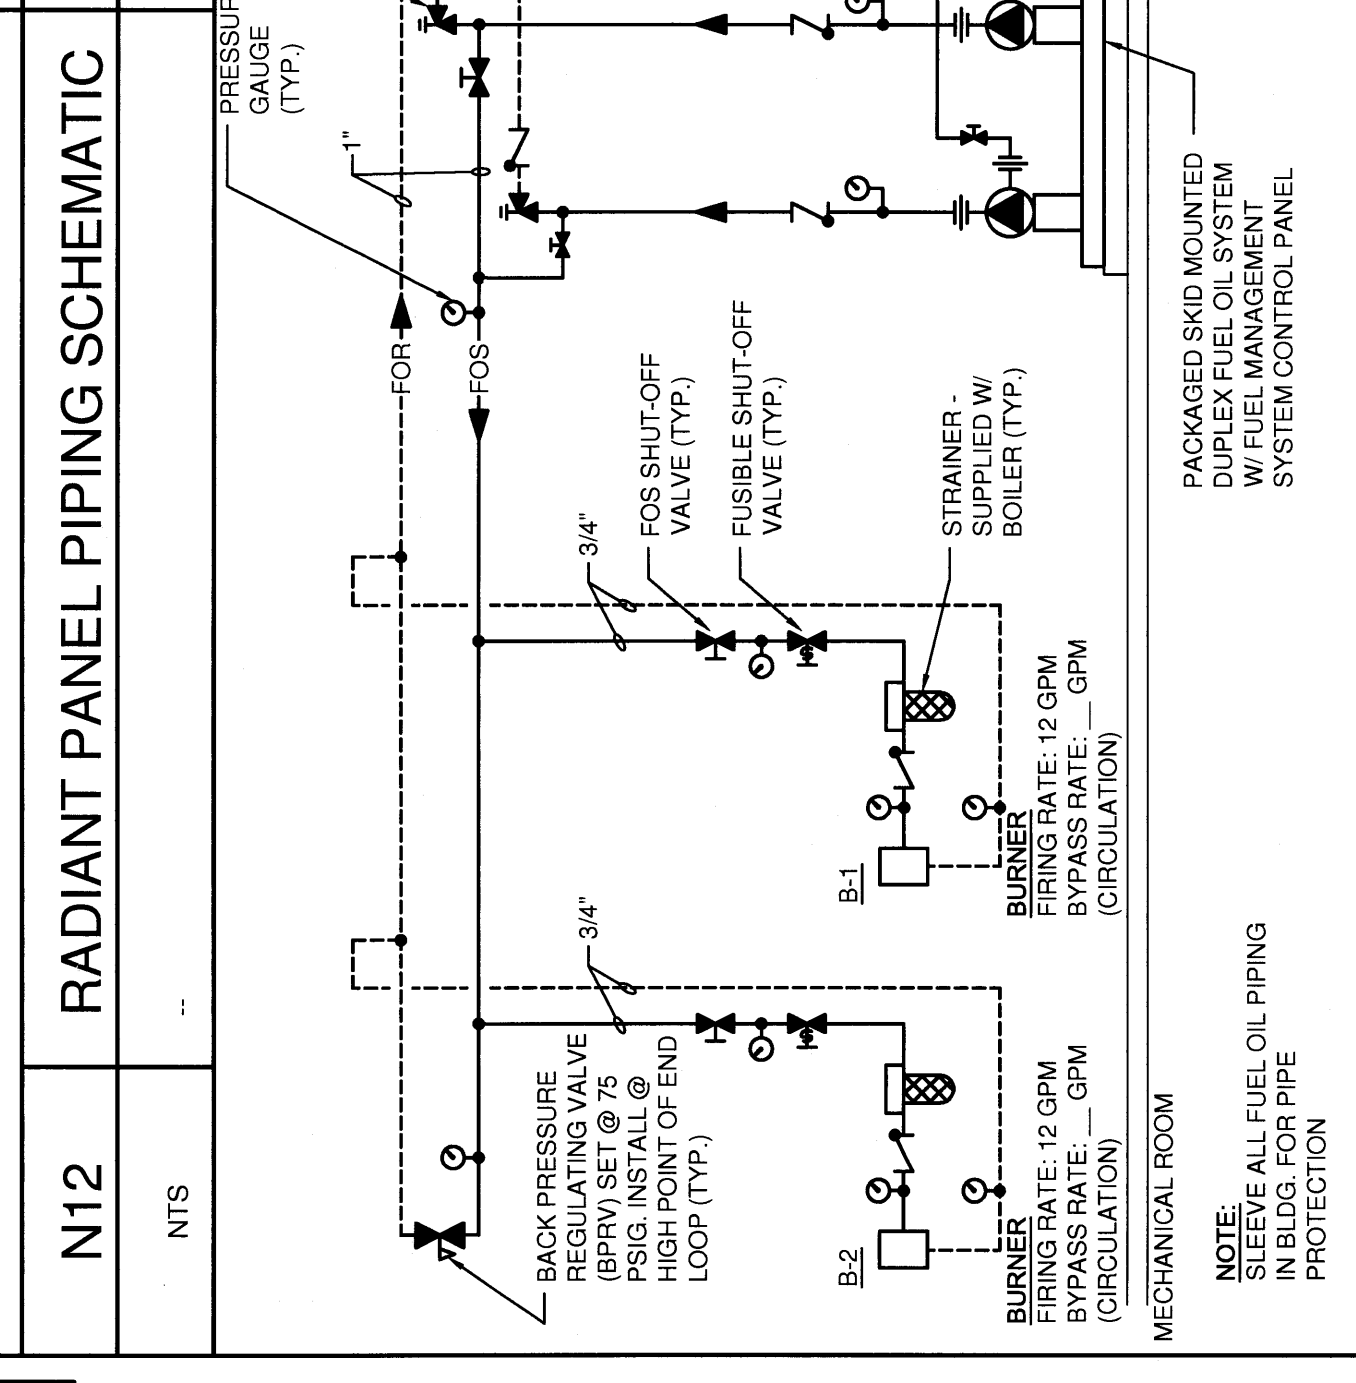 N12
RADIANT PANEL PIPING SCHEMATIC
NTS
--
PRESSUR
GAUGE
(TYP.)
1"
FOR
FOS
BACK PRESSURE
REGULATING VALVE
(BPRV) SET @ 75
PSIG. INSTALL @
HIGH POINT OF END
LOOP (TYP.)
3/4"
3/4"
FOS SHUT-OFF
VALVE (TYP.)
FUSIBLE SHUT-OFF
VALVE (TYP.)
STRAINER -
SUPPLIED W/
BOILER (TYP.)
S
S
B-2
B-1
BURNER
FIRING RATE: 12 GPM
BYPASS RATE: __ GPM
(CIRCULATION)
BURNER
FIRING RATE: 12 GPM
BYPASS RATE: __ GPM
(CIRCULATION)
MECHANICAL ROOM
PACKAGED SKID MOUNTED
DUPLEX FUEL OIL SYSTEM
W/ FUEL MANAGEMENT
SYSTEM CONTROL PANEL
NOTE:
SLEEVE ALL FUEL OIL PIPING
IN BLDG. FOR PIPE
PROTECTION